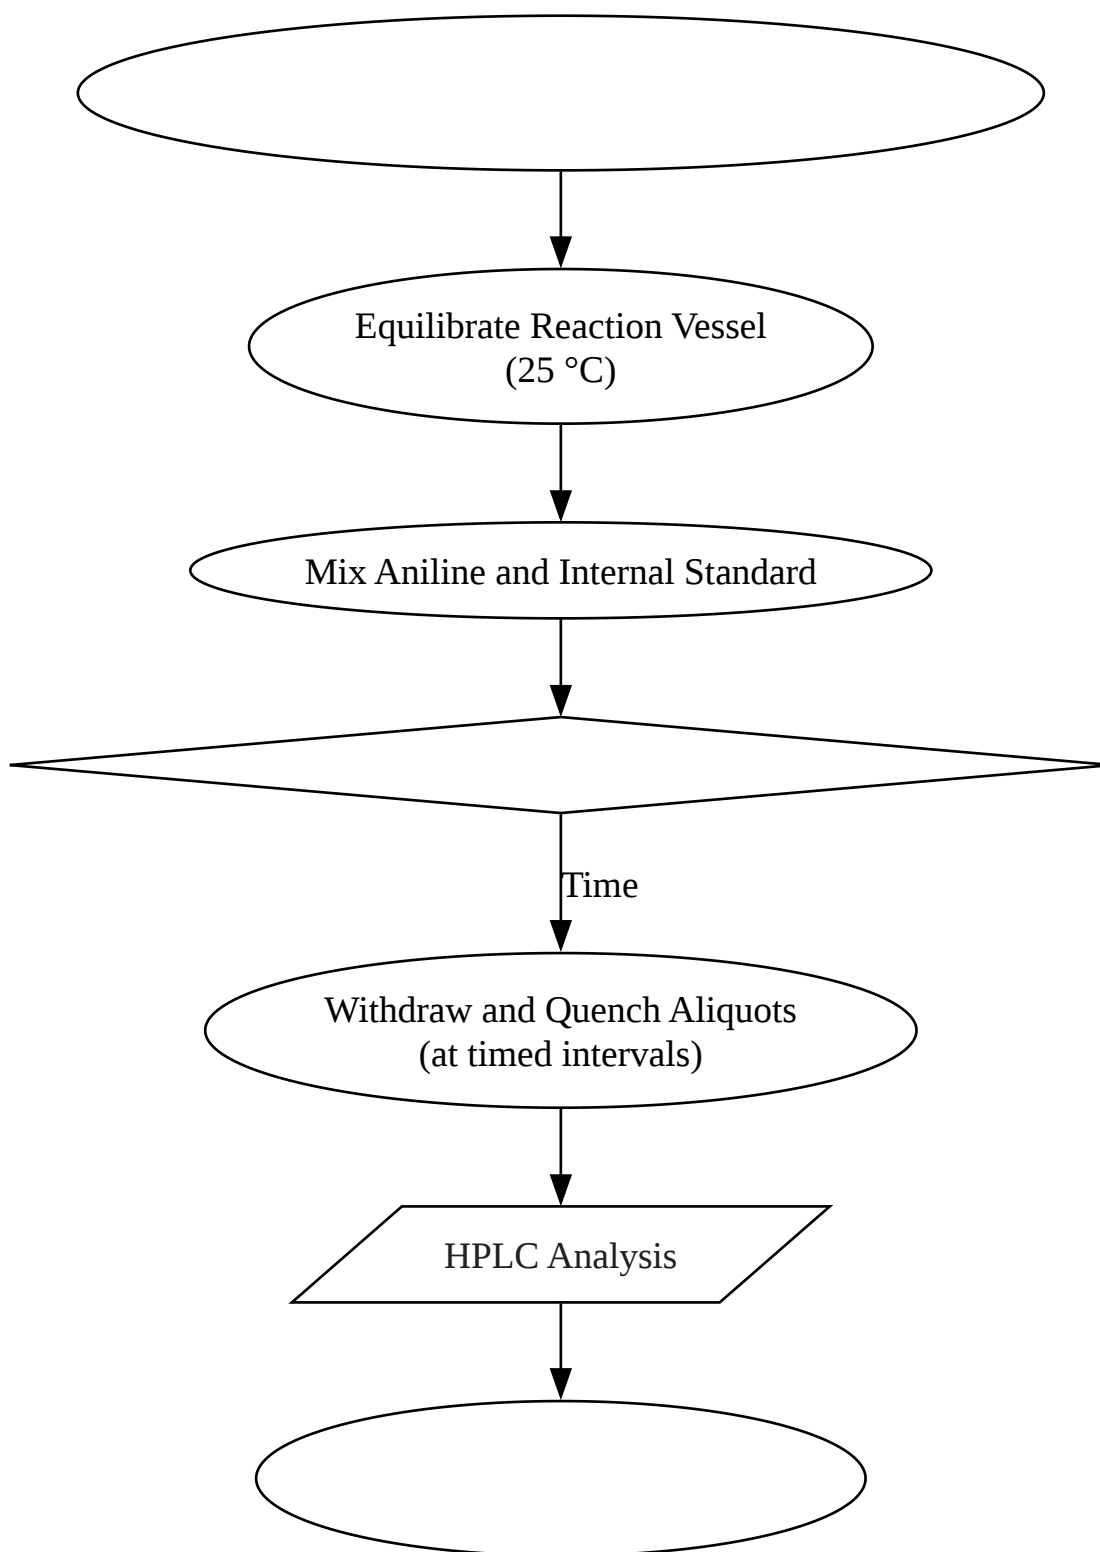 Equilibrate Reaction Vessel
(25 °C)
Mix Aniline and Internal Standard
Time
Withdraw and Quench Aliquots
(at timed intervals)
HPLC Analysis